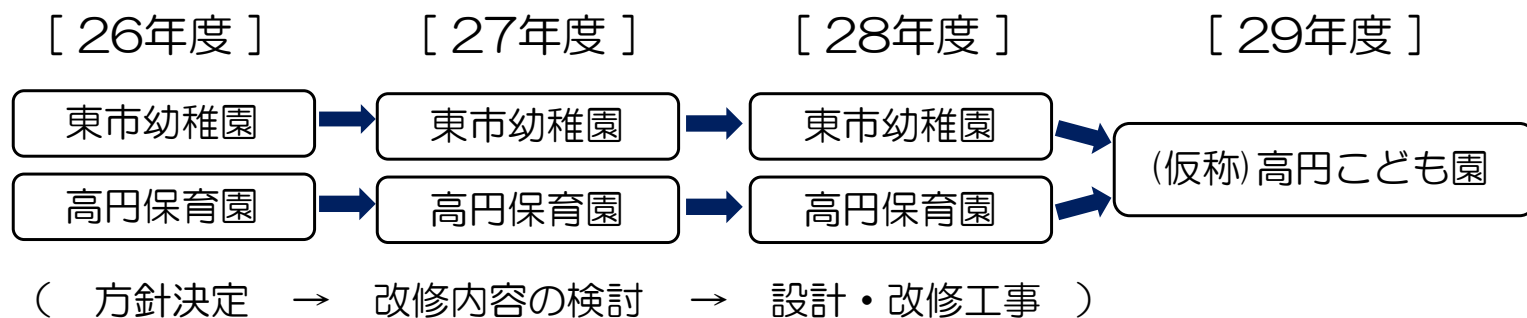 [ 26年度 ] [ 27年度 ] [ 28年度 ] [ 29年度 ]
東市幼稚園 東市幼稚園 東市幼稚園
(仮称)高円こども園
高円保育園 高円保育園 高円保育園
( 方針決定 → 改修内容の検討 → 設計・改修工事 )